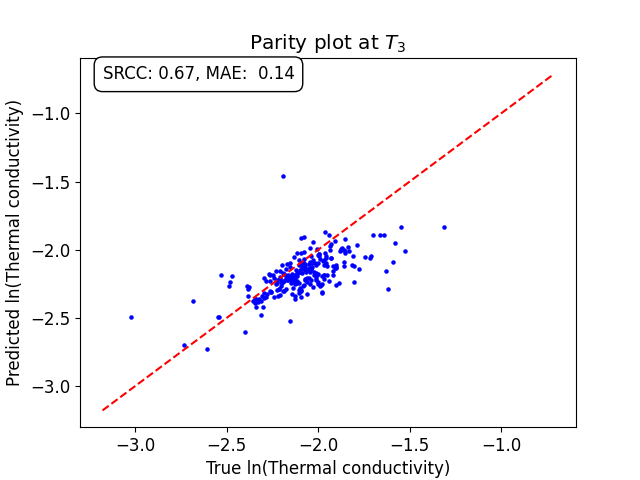 Parity plot at T₃
SRCC: 0.67, MAE:  0.14
Predicted ln(Thermal conductivity)
−1.0
−1.5
−2.0
−2.5
−3.0
−3.0 −2.5 −2.0 −1.5 −1.0
True ln(Thermal conductivity)